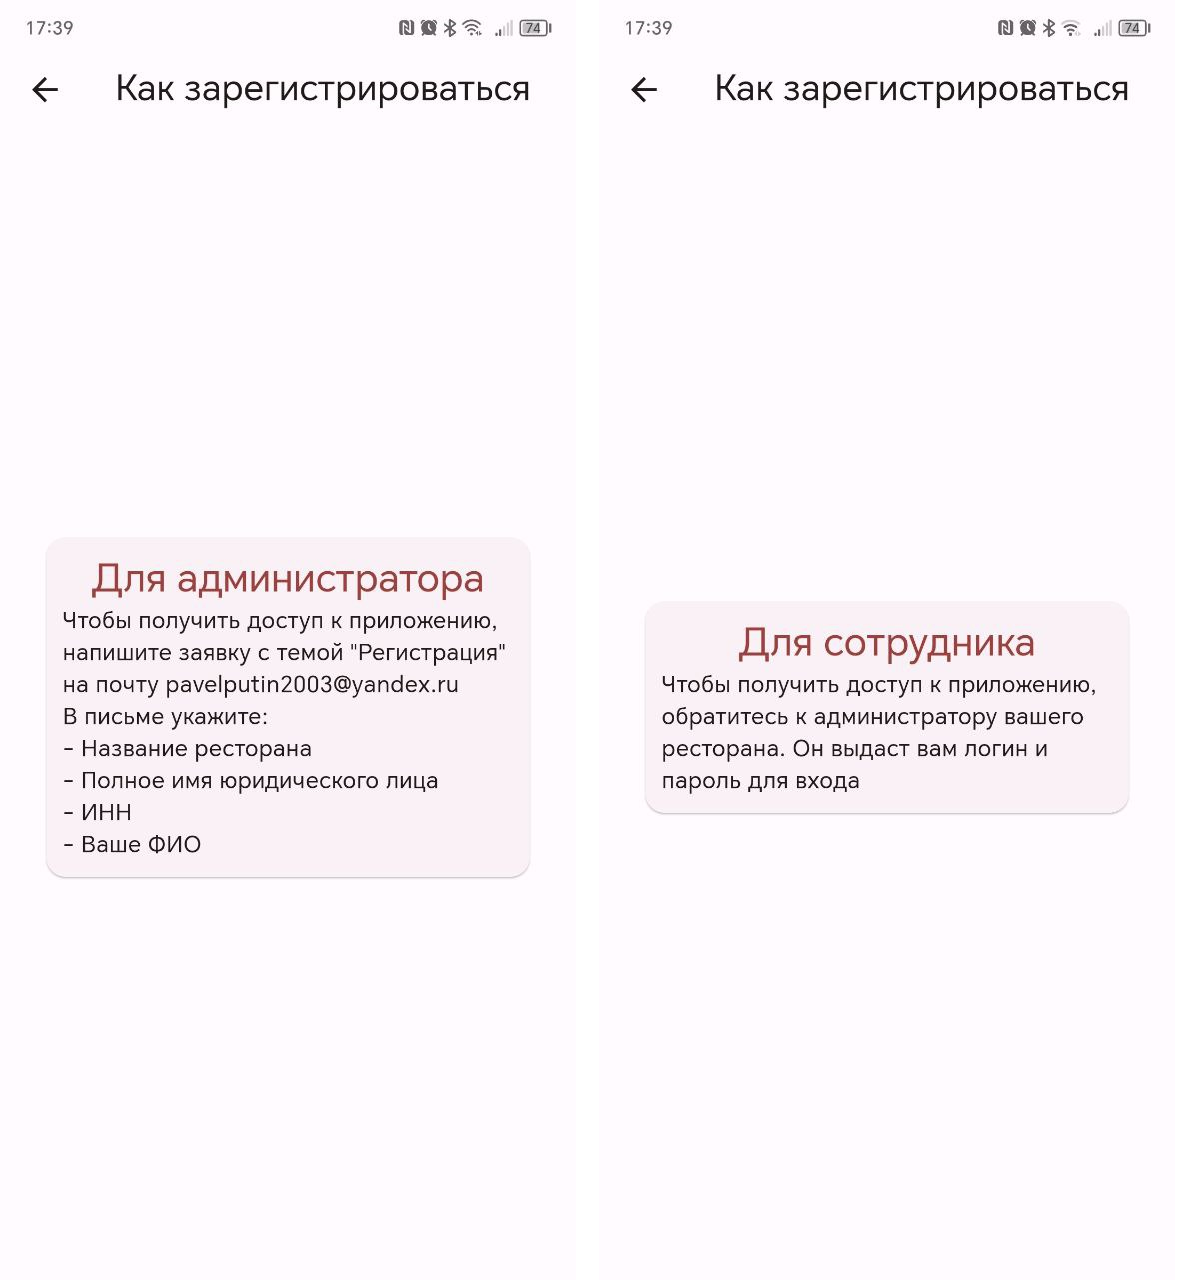 17:39
74
Как зарегистрироваться
Для администратора
Чтобы получить доступ к приложению,
напишите заявку с темой "Регистрация"
на почту pavelputin2003@yandex.ru
В письме укажите:
- Название ресторана
- Полное имя юридического лица
- ИНН
- Ваше ФИО
17:39
74
Как зарегистрироваться
Для сотрудника
Чтобы получить доступ к приложению,
обратитесь к администратору вашего
ресторана. Он выдаст вам логин и
пароль для входа